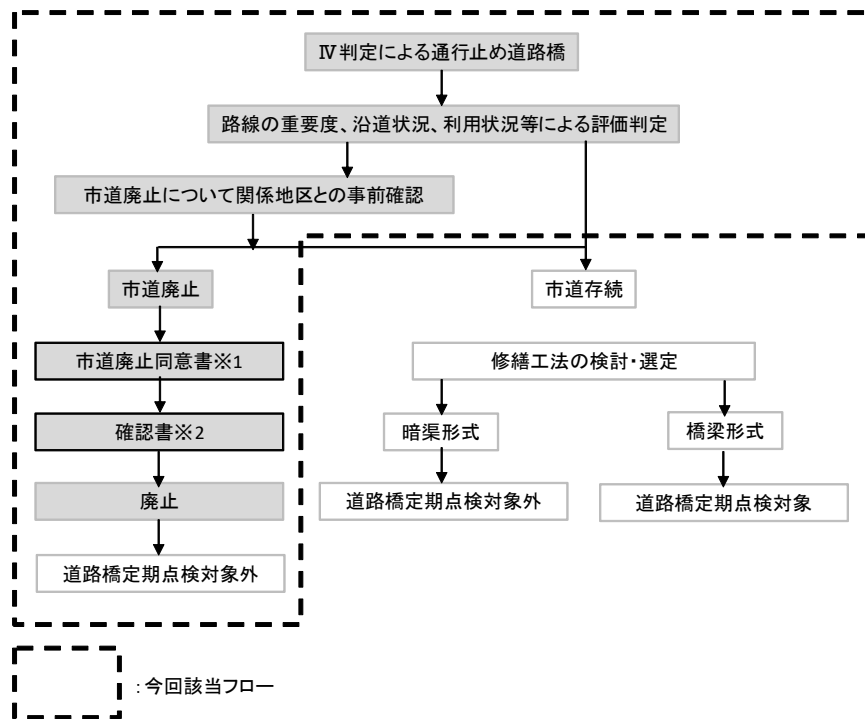 Ⅳ判定による通行止め道路橋
路線の重要度、沿道状況、利用状況等による評価判定
市道廃止について関係地区との事前確認
市道廃止
市道存続
市道廃止同意書※1
修繕工法の検討・選定
確認書※2
暗渠形式
橋梁形式
廃止
道路橋定期点検対象外
道路橋定期点検対象
道路橋定期点検対象外
：今回該当フロー